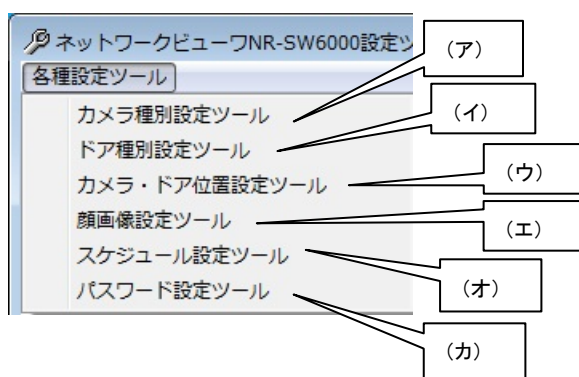 ネットワークビューワNR-SW6000設定ツ
各種設定ツール
カメラ種別設定ツール
ドア種別設定ツール
カメラ・ドア位置設定ツール
顔画像設定ツール
スケジュール設定ツール
パスワード設定ツール
（ア）
（イ）
（ウ）
（エ）
（オ）
（カ）